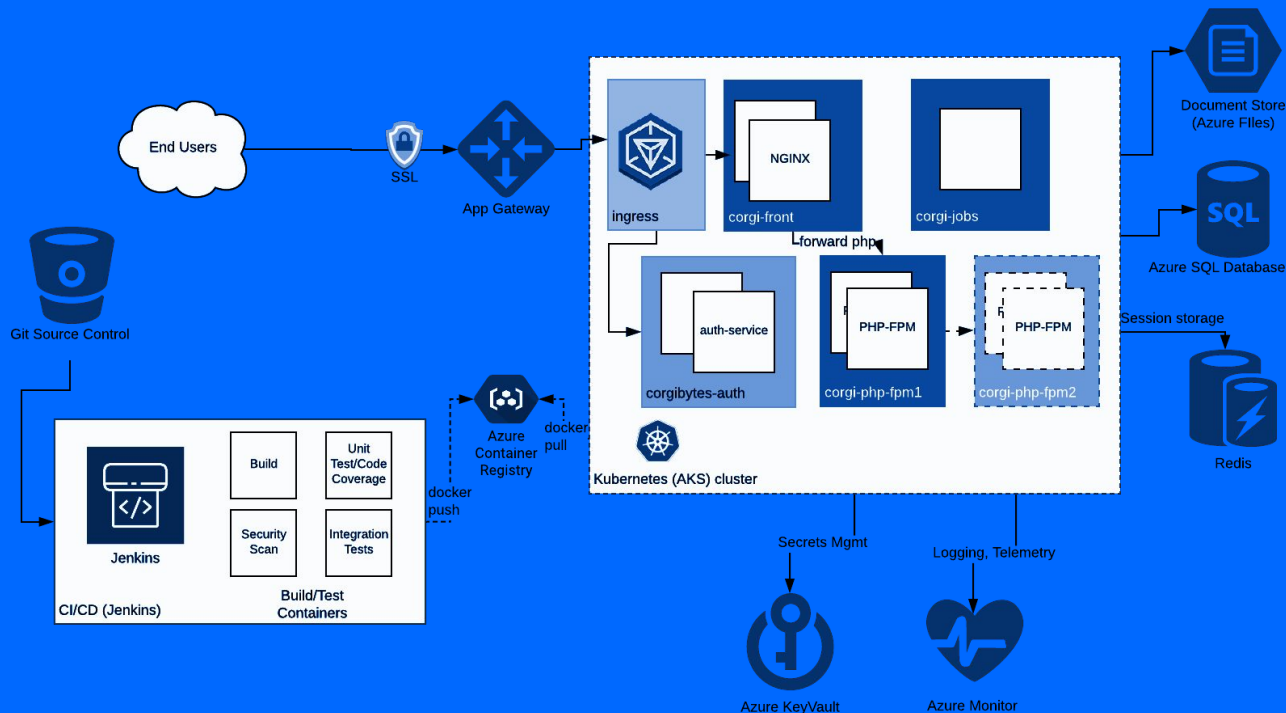 End Users
SSL
App Gateway
ingress
NGINX
corgi-front
corgi-jobs
forward php
auth-service
corgibytes-auth
PHP-FPM
corgi-php-fpm1
PHP-FPM
corgi-php-fpm2
Kubernetes (AKS) cluster
Document Store
(Azure FIles)
SQL
Azure SQL Database
Session storage
Redis
Git Source Control
Jenkins
Build
Unit
Test/Code
Coverage
Security
Scan
Integration
Tests
Build/Test
Containers
CI/CD (Jenkins)
docker
push
Azure
Container
Registry
docker
pull
Secrets Mgmt
Azure KeyVault
Logging, Telemetry
Azure Monitor